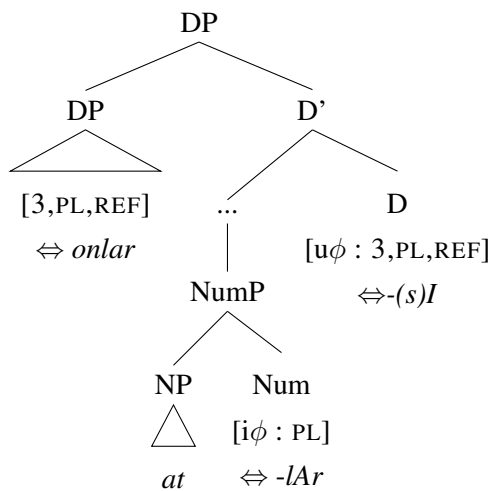 DP
DP D’
[3,PL,REF] ... D
⇔ onlar [uϕ : 3,PL,REF]
⇔-(s)I
NumP
NP Num
[iϕ : PL]
at ⇔ -lAr